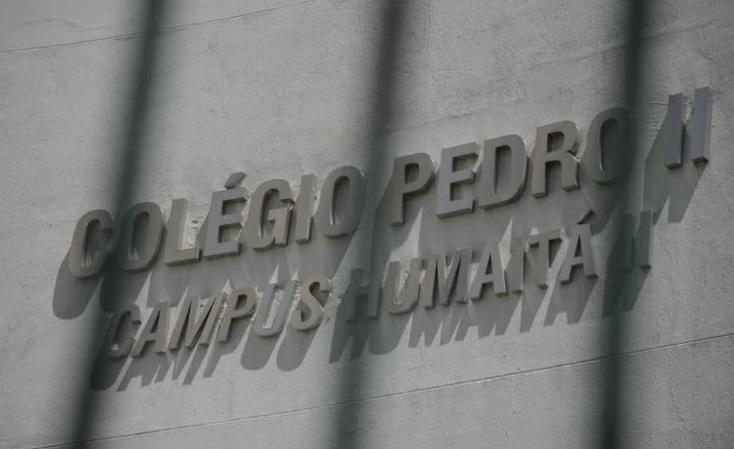 COLÉGIO PEDRO II
CAMPUS HUMAITÁ II